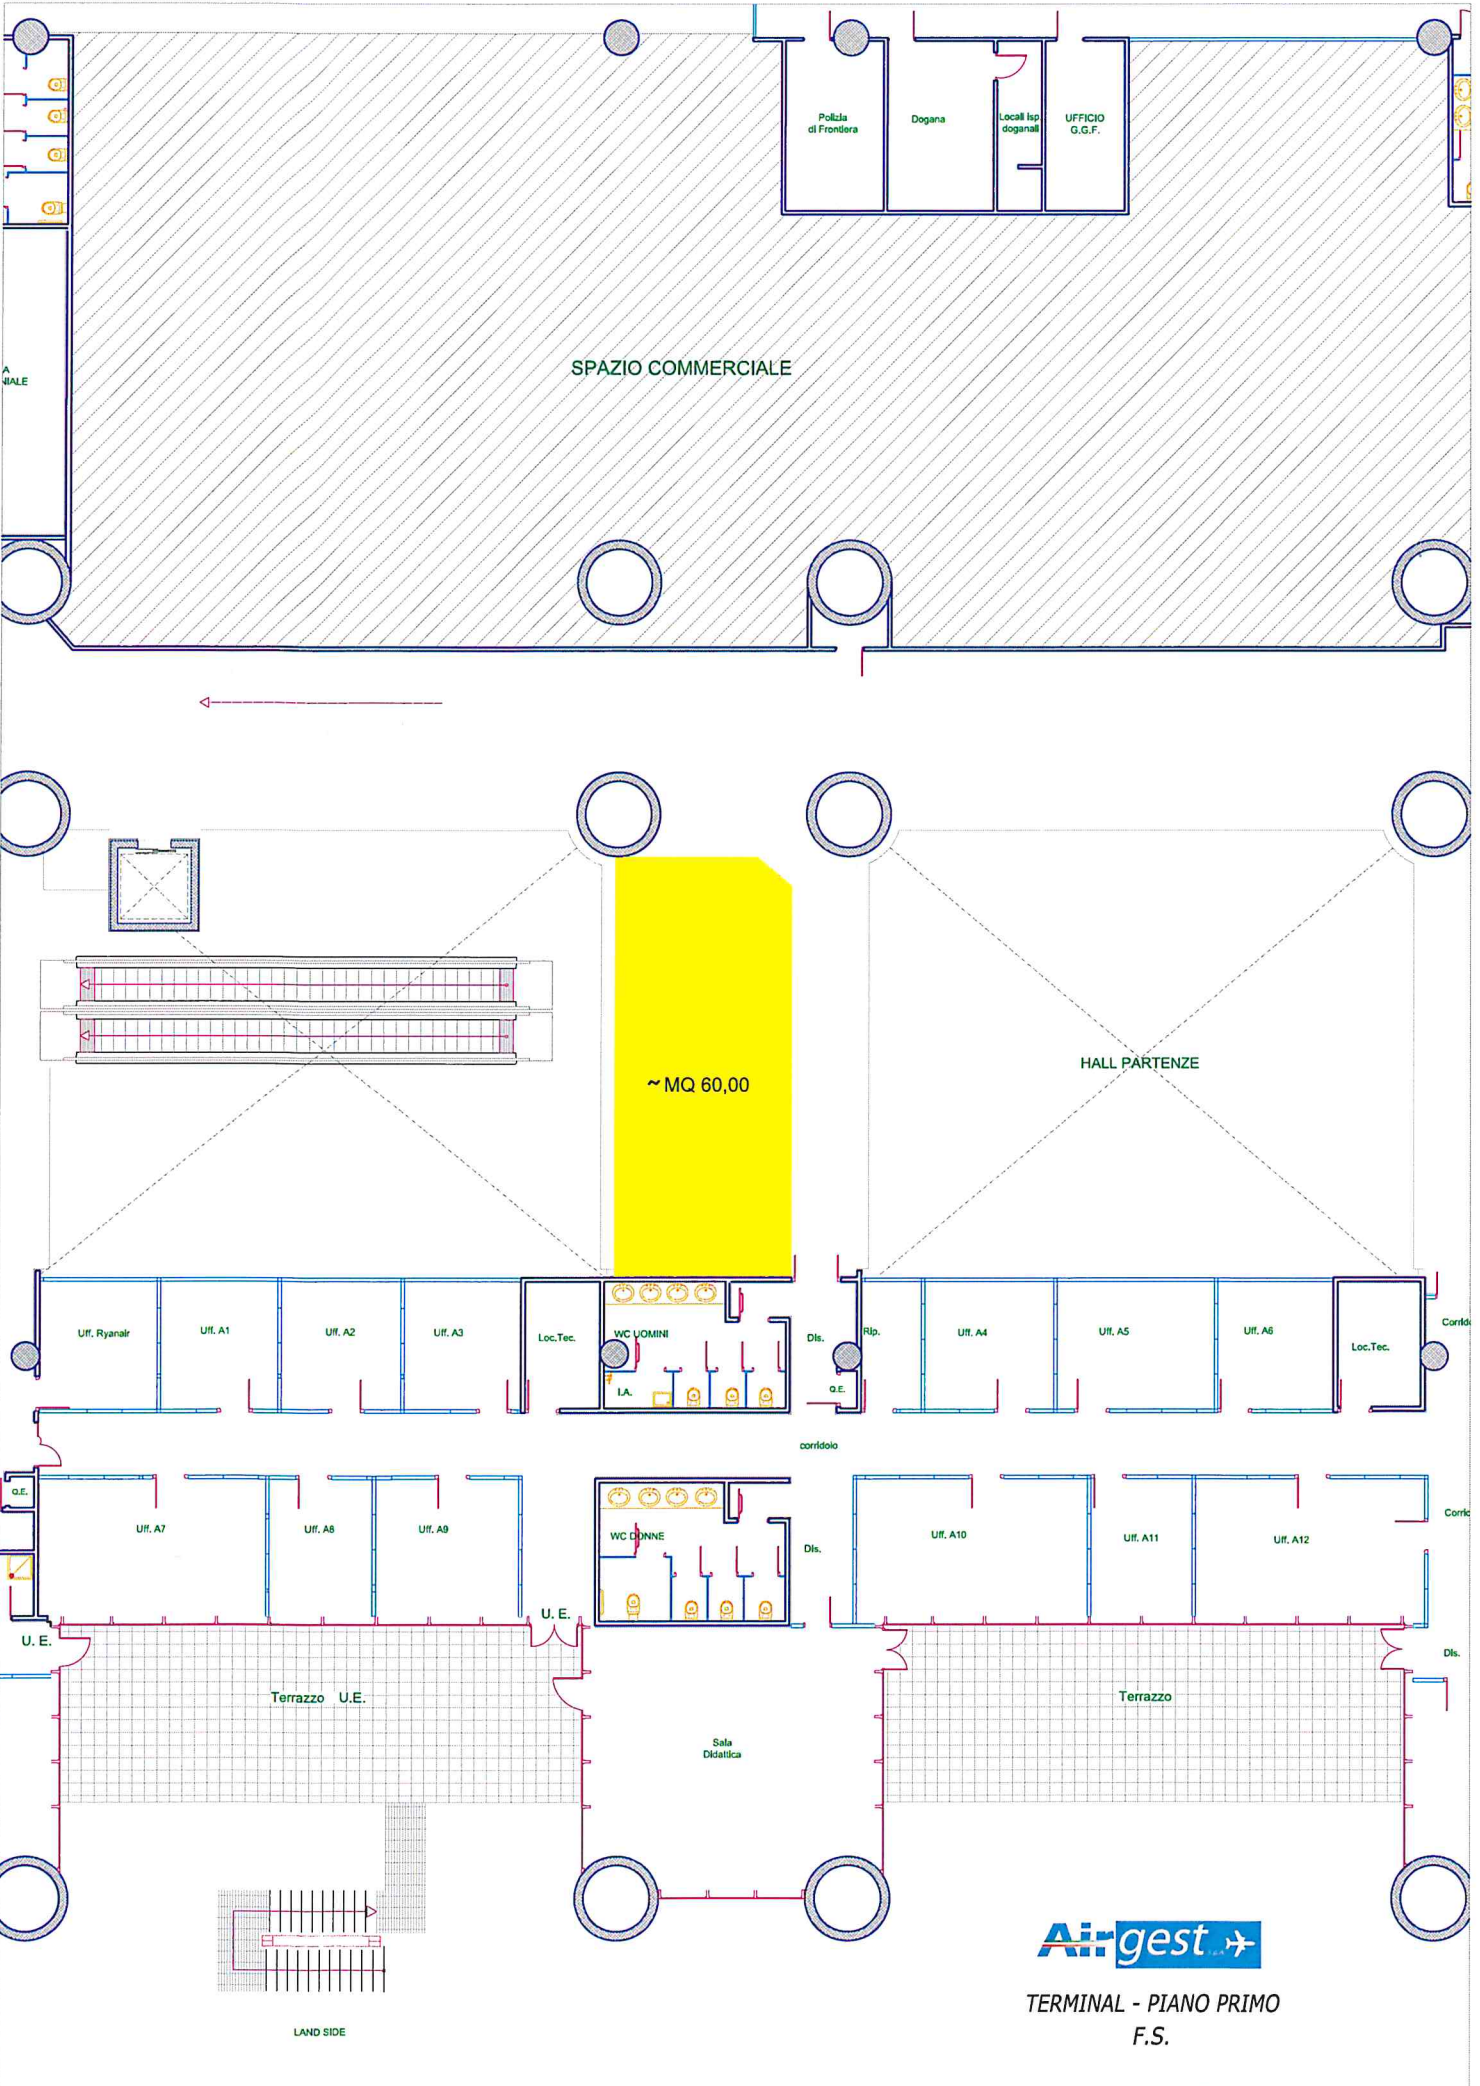 Polizia
di Frontiera
Dogana
Locali Isp.
doganali
UFFICIO
G.G.F.
SPAZIO COMMERCIALE
A
NIALE
~ MQ 60,00
HALL PARTENZE
Uff. Ryanair
Uff. A1
Uff. A2
Uff. A3
Loc.Tec.
WC UOMINI
I.A.
Dis.
Rip.
Q.E.
Uff. A4
Uff. A5
Uff. A6
Loc.Tec.
Corrido
corridoio
Q.E.
Uff. A7
Uff. A8
Uff. A9
WC DONNE
Dis.
Uff. A10
Uff. A11
Uff. A12
Corrid
U. E.
U. E.
Dis.
Terrazzo U.E.
Sala
Didattica
Terrazzo
Airgest
TERMINAL - PIANO PRIMO
F.S.
LAND SIDE